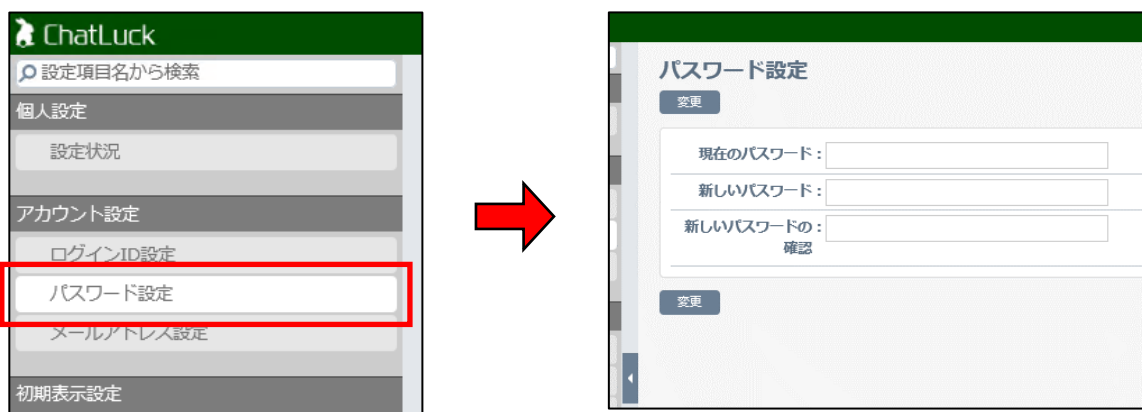 ChatLuck
設定項目名から検索
個人設定
設定状況
アカウント設定
ログインID設定
パスワード設定
メールアドレス設定
初期表示設定
パスワード設定
変更
現在のパスワード：
新しいパスワード：
新しいパスワードの：
確認
変更